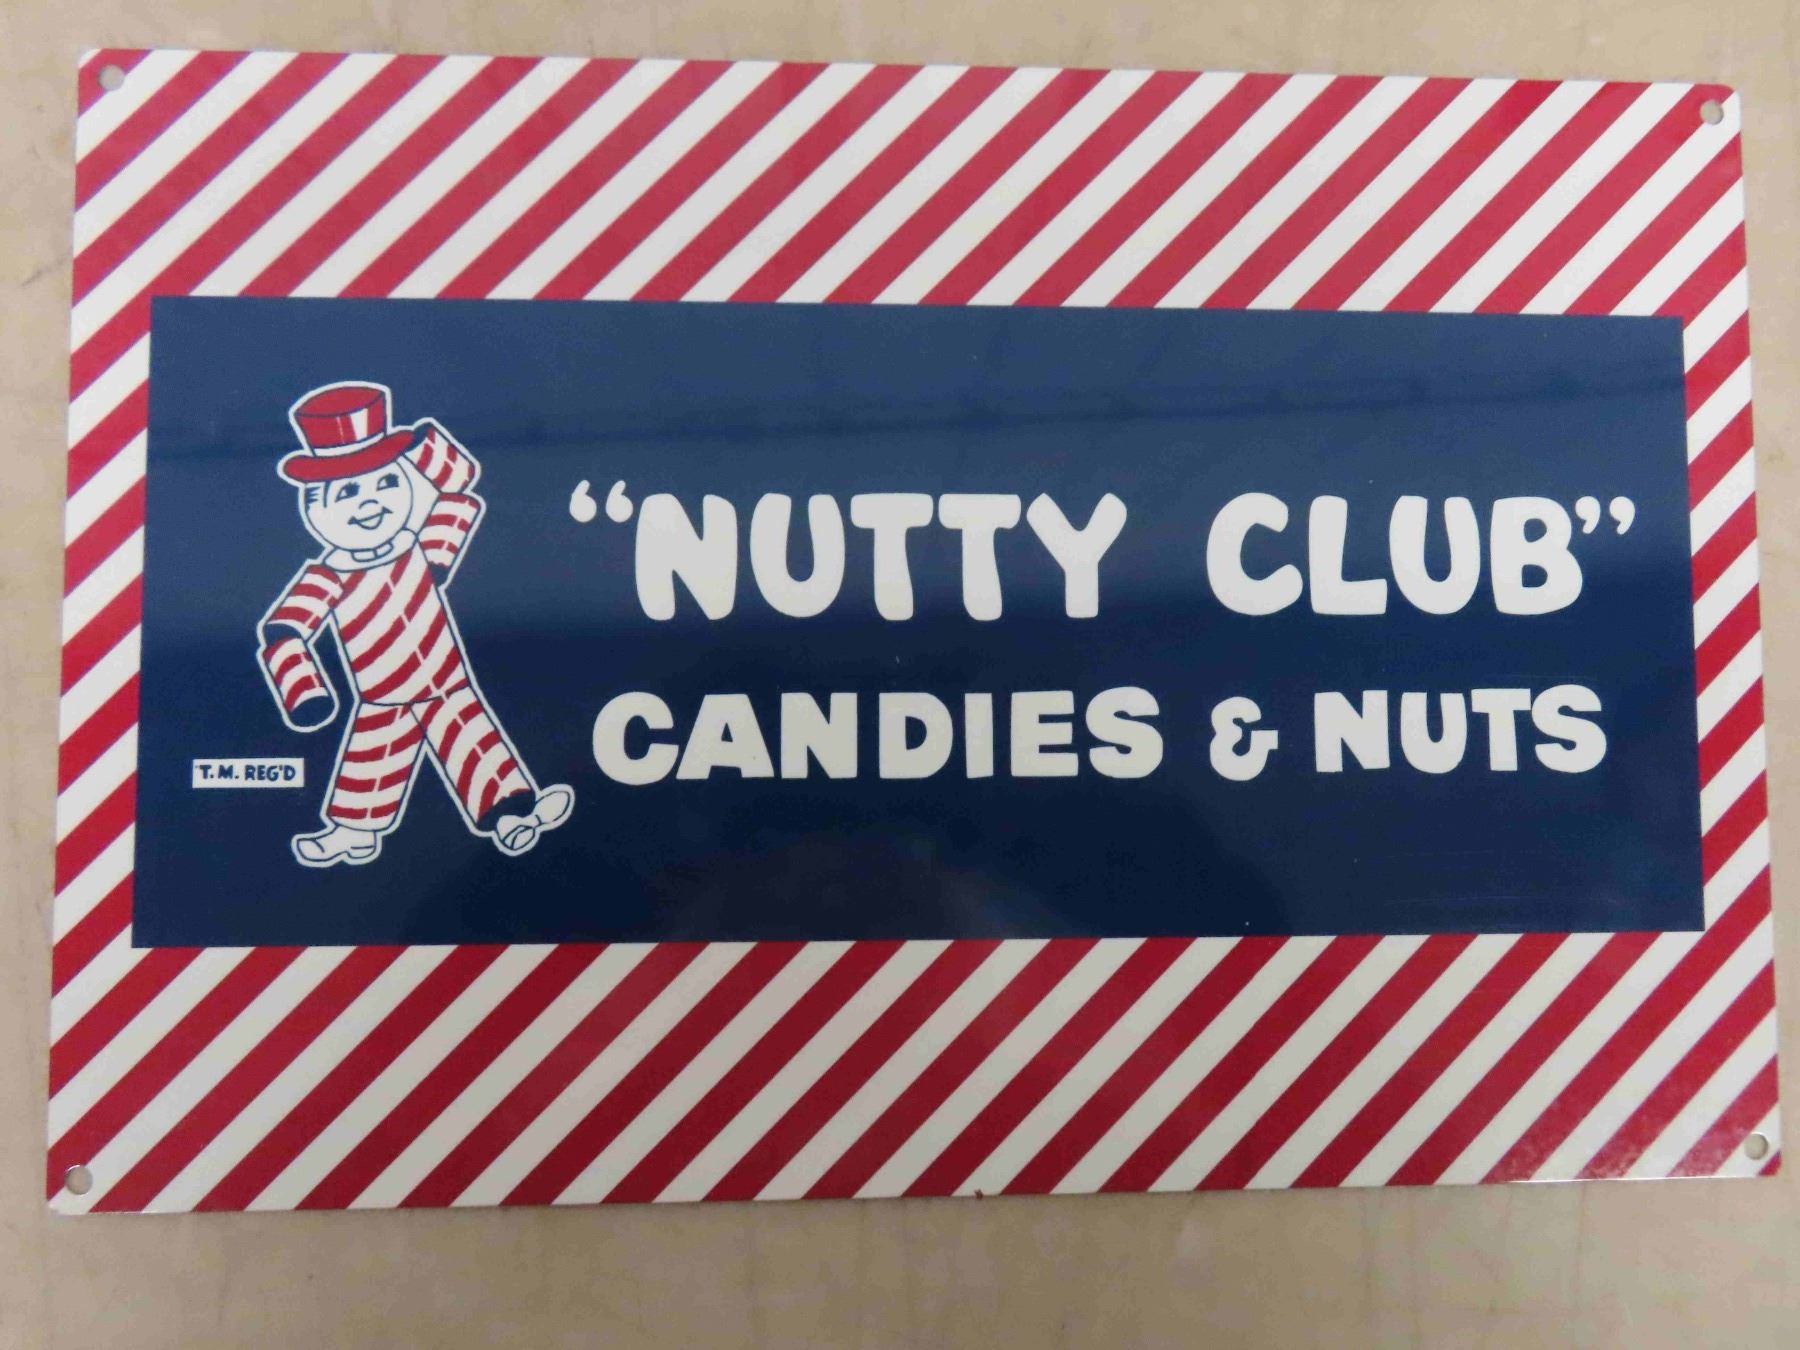 “NUTTY CLUB”
CANDIES & NUTS
T.M. REG'D